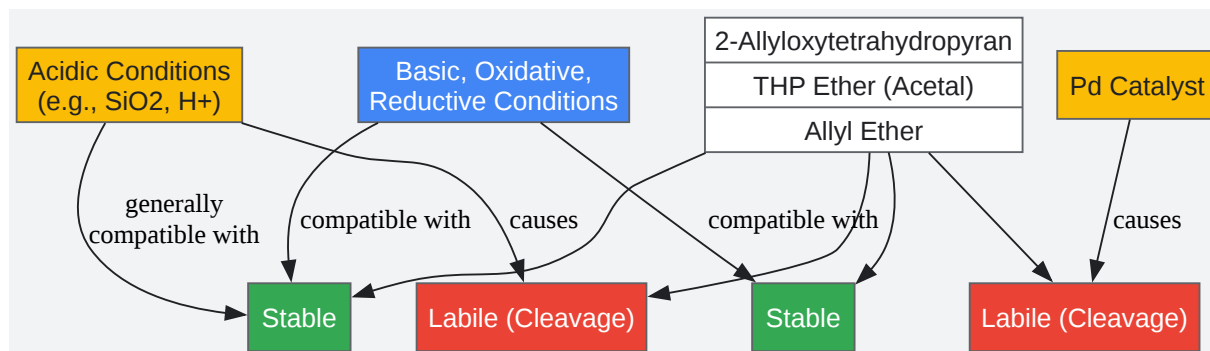 Acidic Conditions
(e.g., SiO2, H+)
Basic, Oxidative,
Reductive Conditions
2-Allyloxytetrahydropyran
THP Ether (Acetal)
Allyl Ether
Pd Catalyst
generally
compatible with
compatible with
causes
compatible with
causes
Stable
Labile (Cleavage)
Stable
Labile (Cleavage)